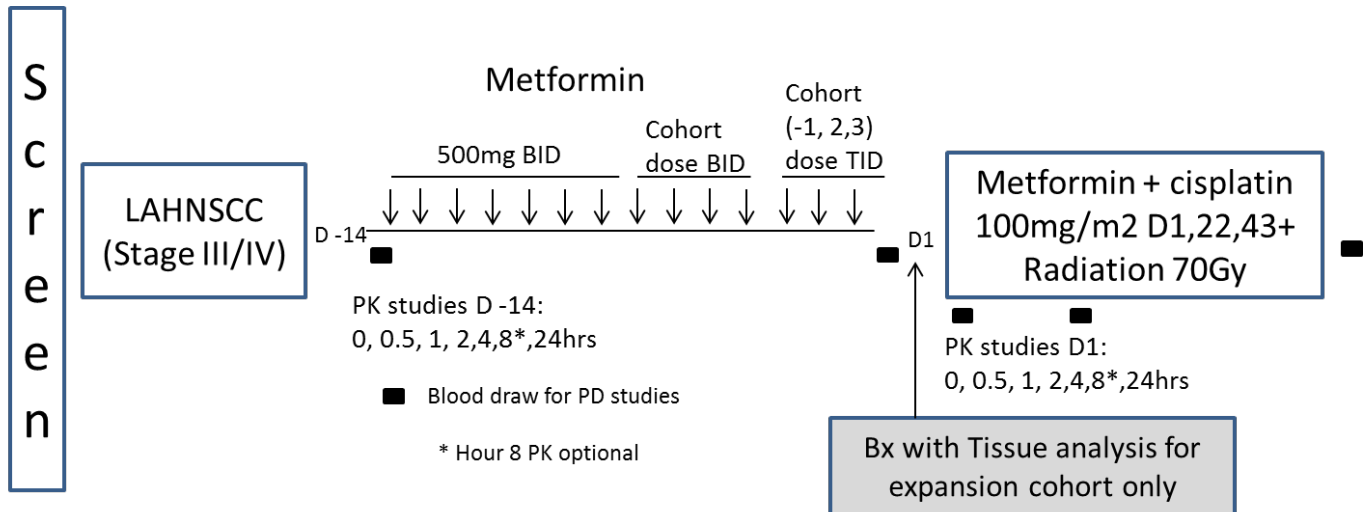 Screen
LAHNSCC
(Stage III/IV)
Metformin
500mg BID
Cohort
dose BID
Cohort
(-1, 2,3)
dose TID
D -14
D1
PK studies D -14:
0, 0.5, 1, 2,4,8*,24hrs
Blood draw for PD studies
* Hour 8 PK optional
Metformin + cisplatin
100mg/m2 D1,22,43+
Radiation 70Gy
PK studies D1:
0, 0.5, 1, 2,4,8*,24hrs
Bx with Tissue analysis for
expansion cohort only